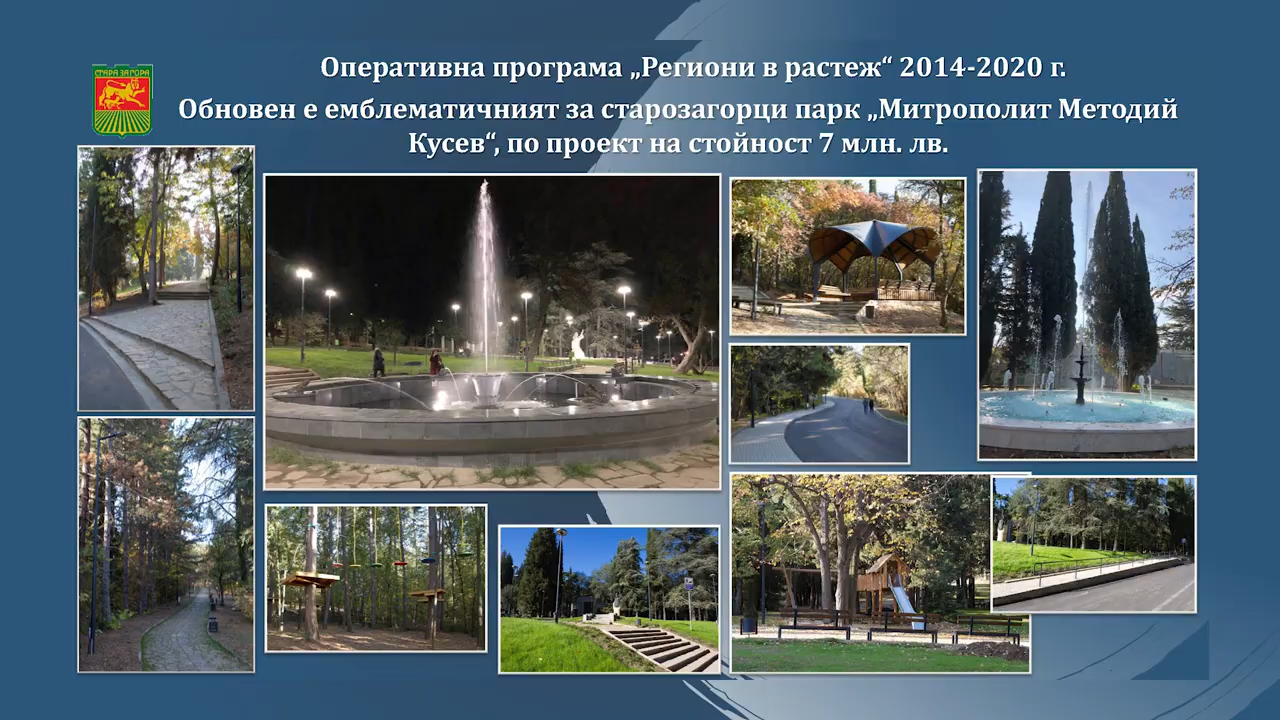 Оперативна програма „Региони в растеж“ 2014-2020 г.
СТАРА ЗАГОРА
Обновен е емблематичният за старозагорци парк „Митрополит Методий
Кусев“, по проект на стойност 7 млн. лв.